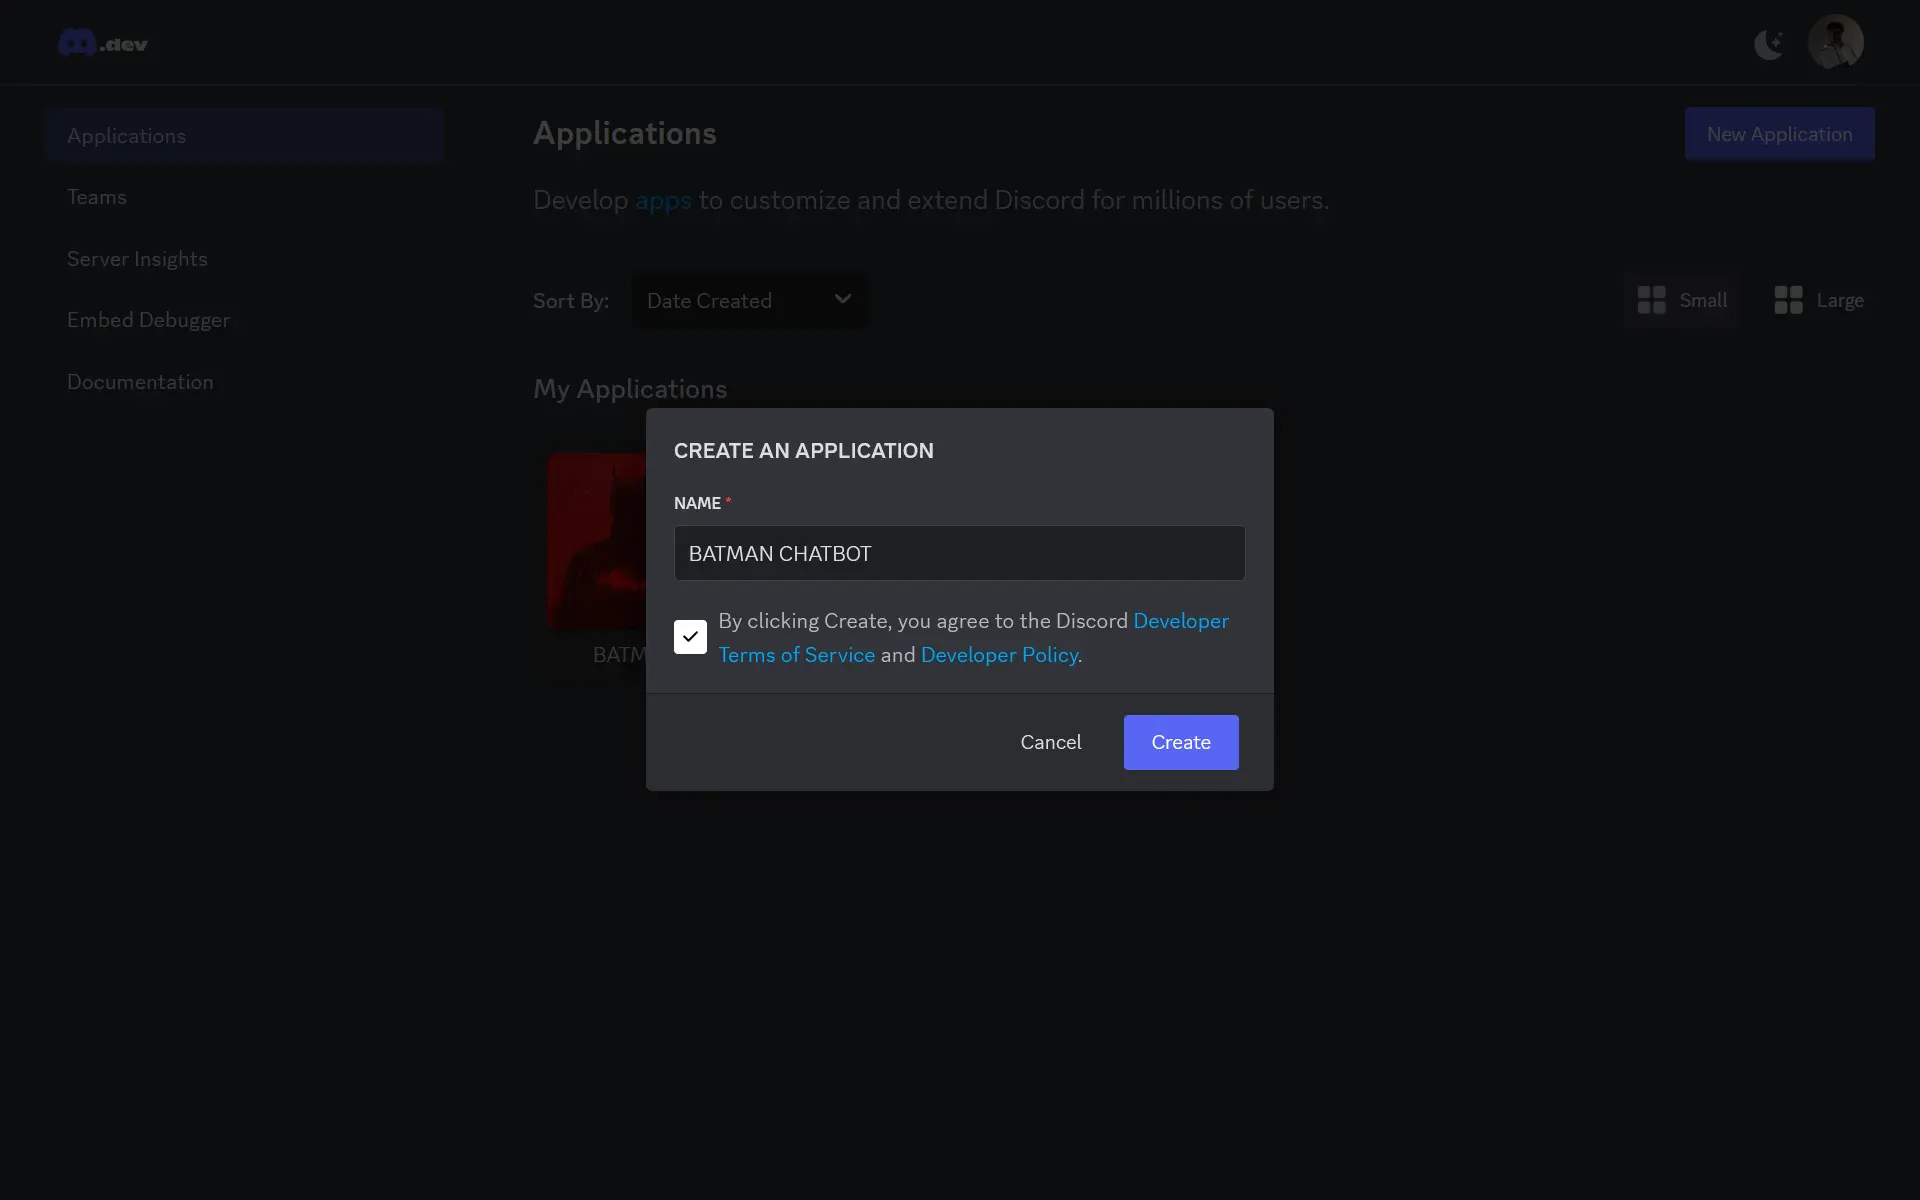 .dev
Applications
Teams
Server Insights
Embed Debugger
Documentation
Applications
New Application
Develop apps to customize and extend Discord for millions of users.
Sort By:
Date Created
Small
Large
My Applications
BATM
CREATE AN APPLICATION
NAME *
BATMAN CHATBOT
By clicking Create, you agree to the Discord Developer
Terms of Service and Developer Policy.
Cancel
Create